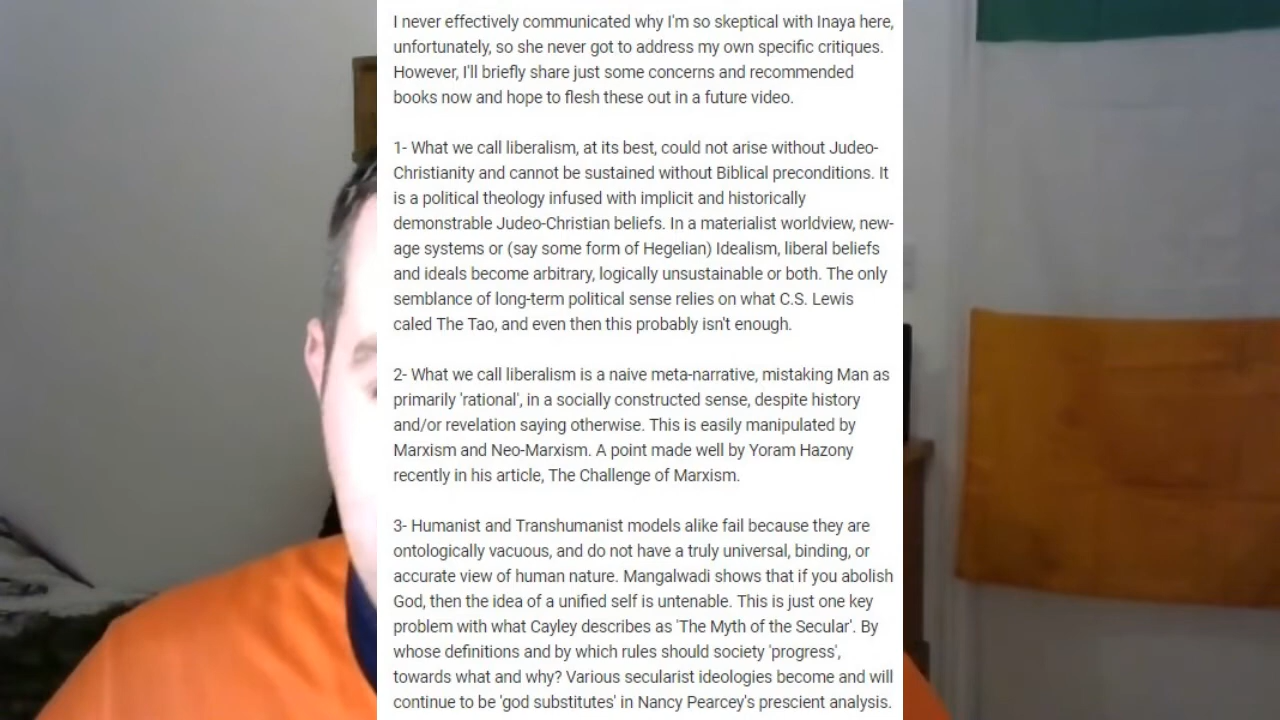 I never effectively communicated why I'm so skeptical with Inaya here,
unfortunately, so she never got to address my own specific critiques.
However, I'll briefly share just some concerns and recommended
books now and hope to flesh these out in a future video.
1- What we call liberalism, at its best, could not arise without Judeo-
Christianity and cannot be sustained without Biblical preconditions. It
is a political theology infused with implicit and historically
demonstrable Judeo-Christian beliefs. In a materialist worldview, new-
age systems or (say some form of Hegelian) Idealism, liberal beliefs
and ideals become arbitrary, logically unsustainable or both. The only
semblance of long-term political sense relies on what C.S. Lewis
caled The Tao, and even then this probably isn't enough.
2- What we call liberalism is a naive meta-narrative, mistaking Man as
primarily 'rational', in a socially constructed sense, despite history
and/or revelation saying otherwise. This is easily manipulated by
Marxism and Neo-Marxism. A point made well by Yoram Hazony
recently in his article, The Challenge of Marxism.
3- Humanist and Transhumanist models alike fail because they are
ontologically vacuous, and do not have a truly universal, binding, or
accurate view of human nature. Mangalwadi shows that if you abolish
God, then the idea of a unified self is untenable. This is just one key
problem with what Cayley describes as 'The Myth of the Secular'. By
whose definitions and by which rules should society 'progress',
towards what and why? Various secularist ideologies become and will
continue to be 'god substitutes' in Nancy Pearcey's prescient analysis.